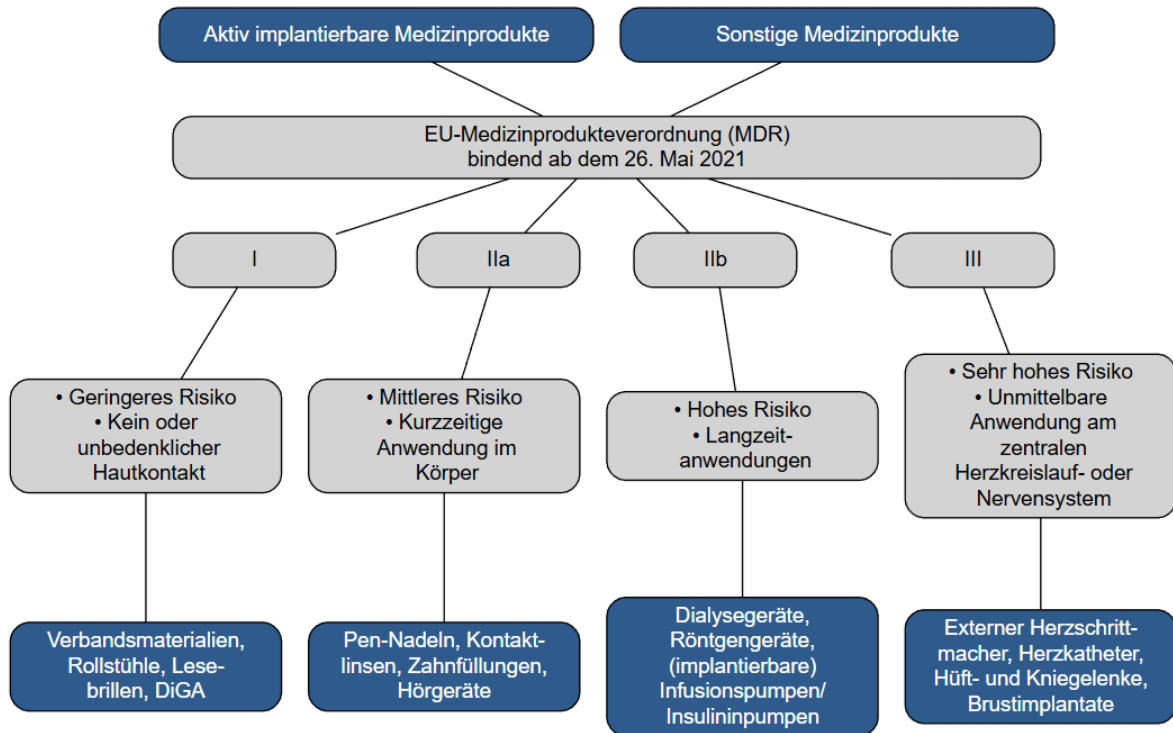 Aktiv implantierbare Medizinprodukte
Sonstige Medizinprodukte
EU-Medizinprodukteverordnung (MDR)
bindend ab dem 26. Mai 2021
I
IIa
IIb
III
• Geringeres Risiko
• Kein oder
unbedenklicher
Hautkontakt
• Mittleres Risiko
• Kurzzeitige
Anwendung im
Körper
• Hohes Risiko
• Langzeit-
anwendungen
• Sehr hohes Risiko
• Unmittelbare
Anwendung am
zentralen
Herzkreislauf- oder
Nervensystem
Verbandsmaterialien,
Rollstühle, Lese-
brillen, DiGA
Pen-Nadeln, Kontakt-
linsen, Zahnfüllungen,
Hörgeräte
Dialysegeräte,
Röntgengeräte,
(implantierbare)
Infusionspumpen/
Insulininpumpen
Externer Herzschritt-
macher, Herzkatheter,
Hüft- und Kniegelenke,
Brustimplantate